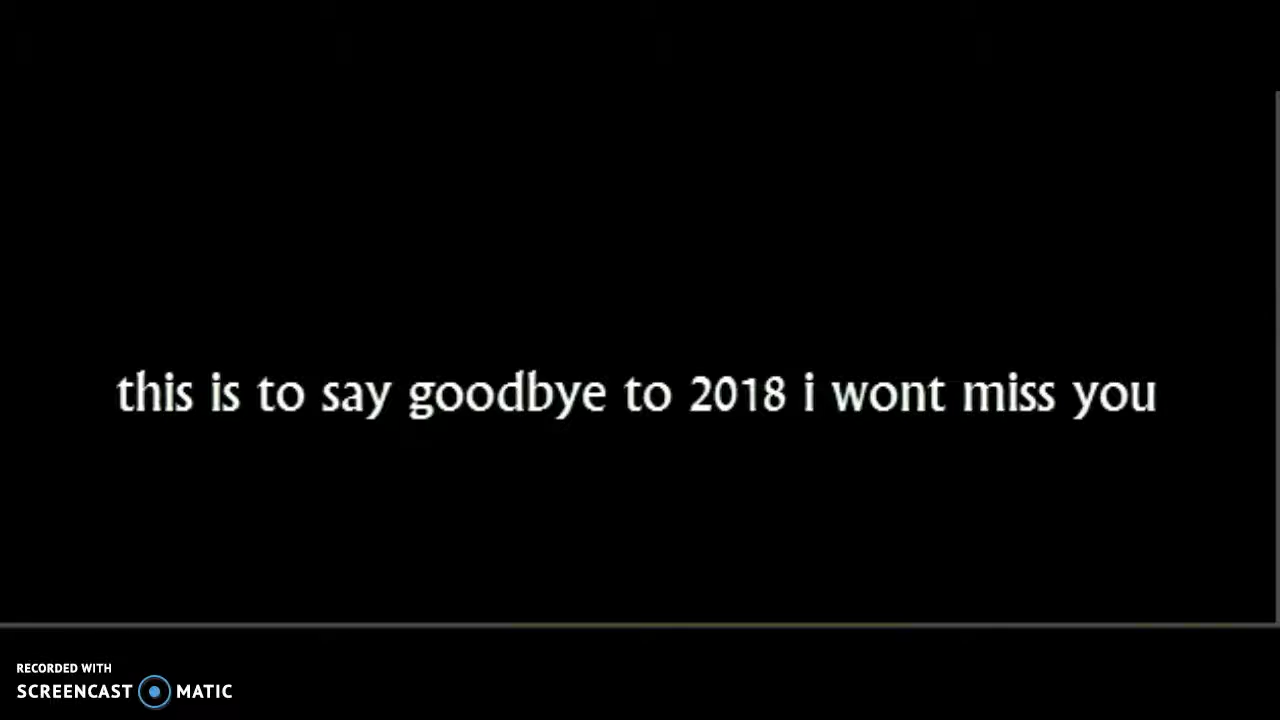 this is to say goodbye to 2018 i wont miss you
RECORDED WITH
SCREENCAST MATIC